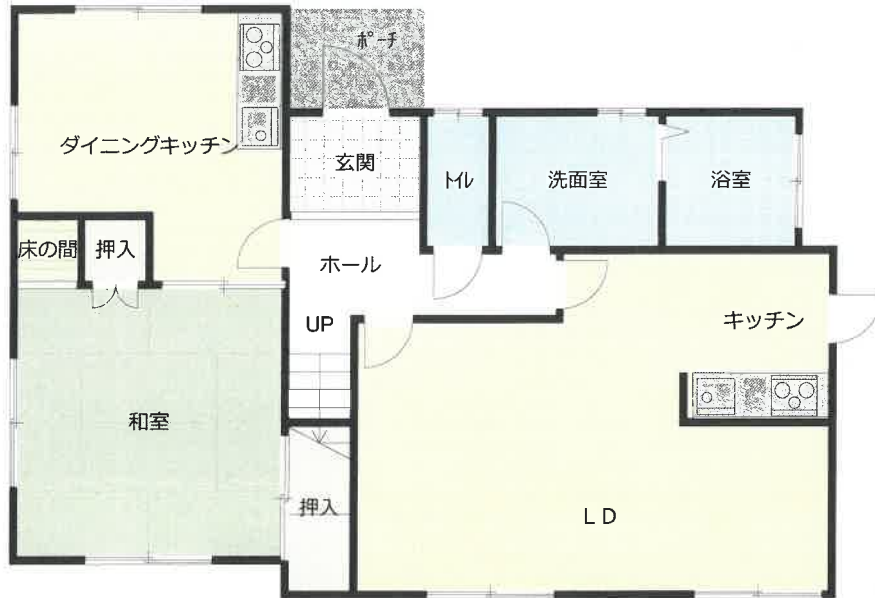 ポーチ
ダイニングキッチン
玄関
トイレ
洗面室
浴室
床の間
押入
ホール
UP
キッチン
和室
押入
LD